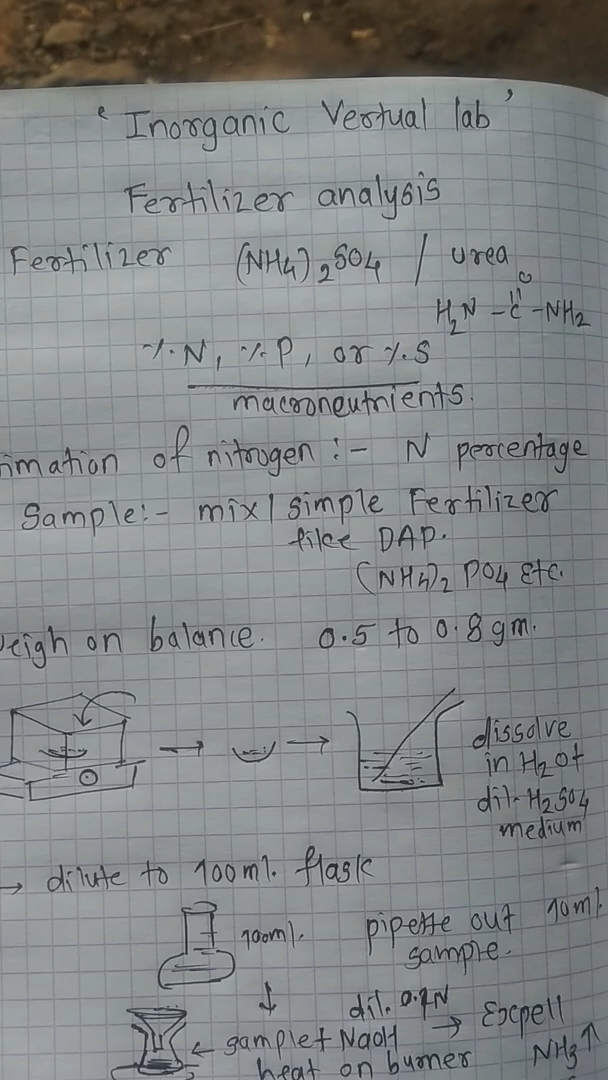 ' Inorganic Vertual lab '
Fertilizer analysis
Fertilizer (NH4)2SO4 / urea
O
H2N - C - NH2
%.N, %.P, or %.S
macroneutrients.
imation of nitrogen :- N percentage
Sample:- mix/simple Fertilizer
like DAP.
(NH4)2 PO4 etc.
eigh on balance. 0.5 to 0.8 gm.
dissolve
in H2O+
dil-H2SO4
medium
→ dilute to 100ml. flask
100ml. pipette out 10ml.
sample.
↓ dil. 0.1N
← sample + NaOH → Expell
heat on burner NH3↑